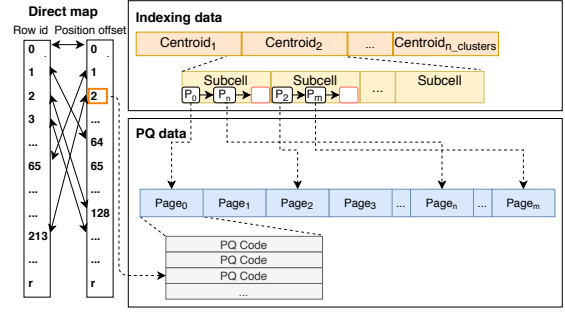 Direct map
Row id Position offset
0 0
1 1
2 2
3 ...
... 64
65 65
... ...
... 128
213 ...
... ...
r r
Indexing data
Centroid1 Centroid2 ... Centroidn_clusters
Subcell Subcell ... Subcell
P0 Pn P2 Pm
PQ data
Page0 Page1 Page2 Page3 ... Pagen ... Pagem
PQ Code
PQ Code
PQ Code
...